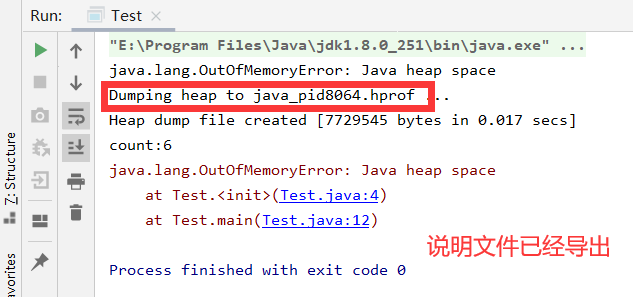 Run: Test
"E:\Program Files\Java\jdk1.8.0_251\bin\java.exe" ...
java.lang.OutOfMemoryError: Java heap space
Dumping heap to java_pid8064.hprof ...
Heap dump file created [7729545 bytes in 0.017 secs]
count:6
java.lang.OutOfMemoryError: Java heap space
at Test.<init>(Test.java:4)
at Test.main(Test.java:12)
说明文件已经导出
Process finished with exit code 0
Z: Structure
avorites